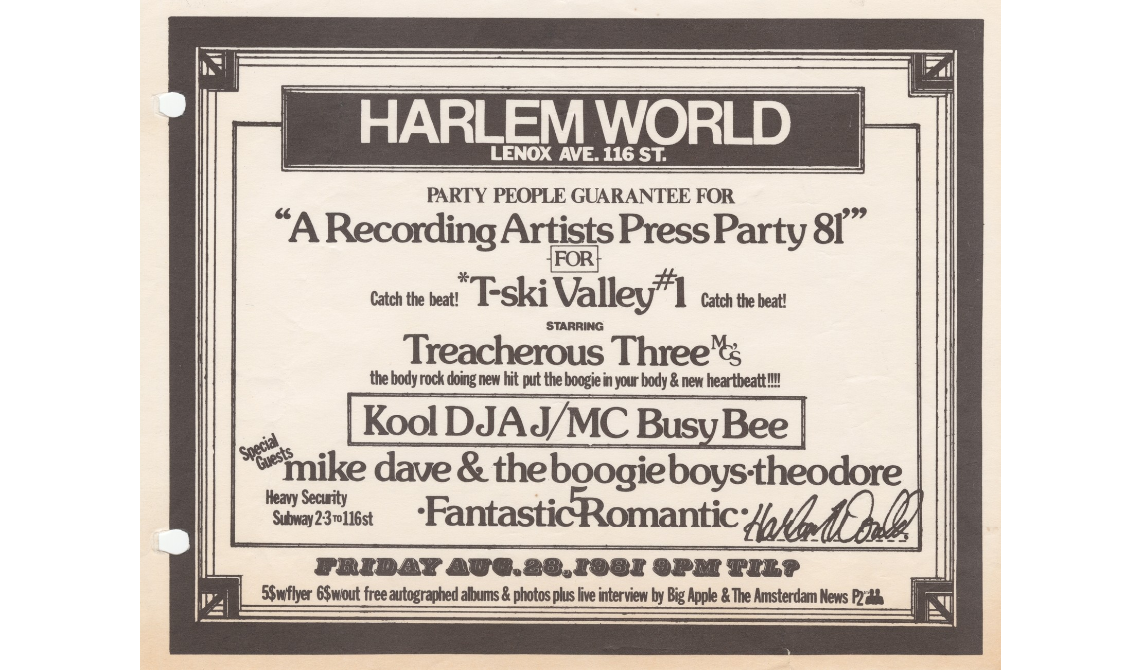 HARLEM WORLD
LENOX AVE. 116 ST.
PARTY PEOPLE GUARANTEE FOR
“A Recording Artists Press Party 81’”
-FOR-
Catch the beat! *T-ski Valley #1 Catch the beat!
STARRING
Treacherous Three MC'S
the body rock doing new hit put the boogie in your body & new heartbeatt!!!!
Kool DJ AJ/MC Busy Bee
Special Guests
mike dave & the boogie boys·theodore
Heavy Security
Subway 2·3 TO 116 st
·Fantastic 5 Romantic·
Harlem World
FRIDAY AUG. 28, 1981 9PM TIL?
5$ w/flyer 6$ w/out free autographed albums & photos plus live interview by Big Apple & The Amsterdam News P2